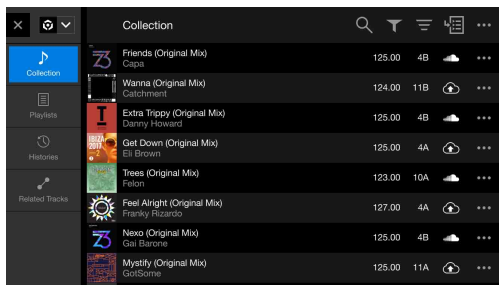 Collection
Collection
Playlists
Histories
Related Tracks
Friends (Original Mix)
Capa
125.00 4B
Wanna (Original Mix)
Catchment
124.00 11B
Extra Trippy (Original Mix)
Danny Howard
125.00 4B
IBIZA
2017
Get Down (Original Mix)
Eli Brown
125.00 4A
Trees (Original Mix)
Felon
123.00 10A
Feel Alright (Original Mix)
Franky Rizardo
127.00 4A
Nexo (Original Mix)
Gai Barone
125.00 4B
Mystify (Original Mix)
GotSome
125.00 11A